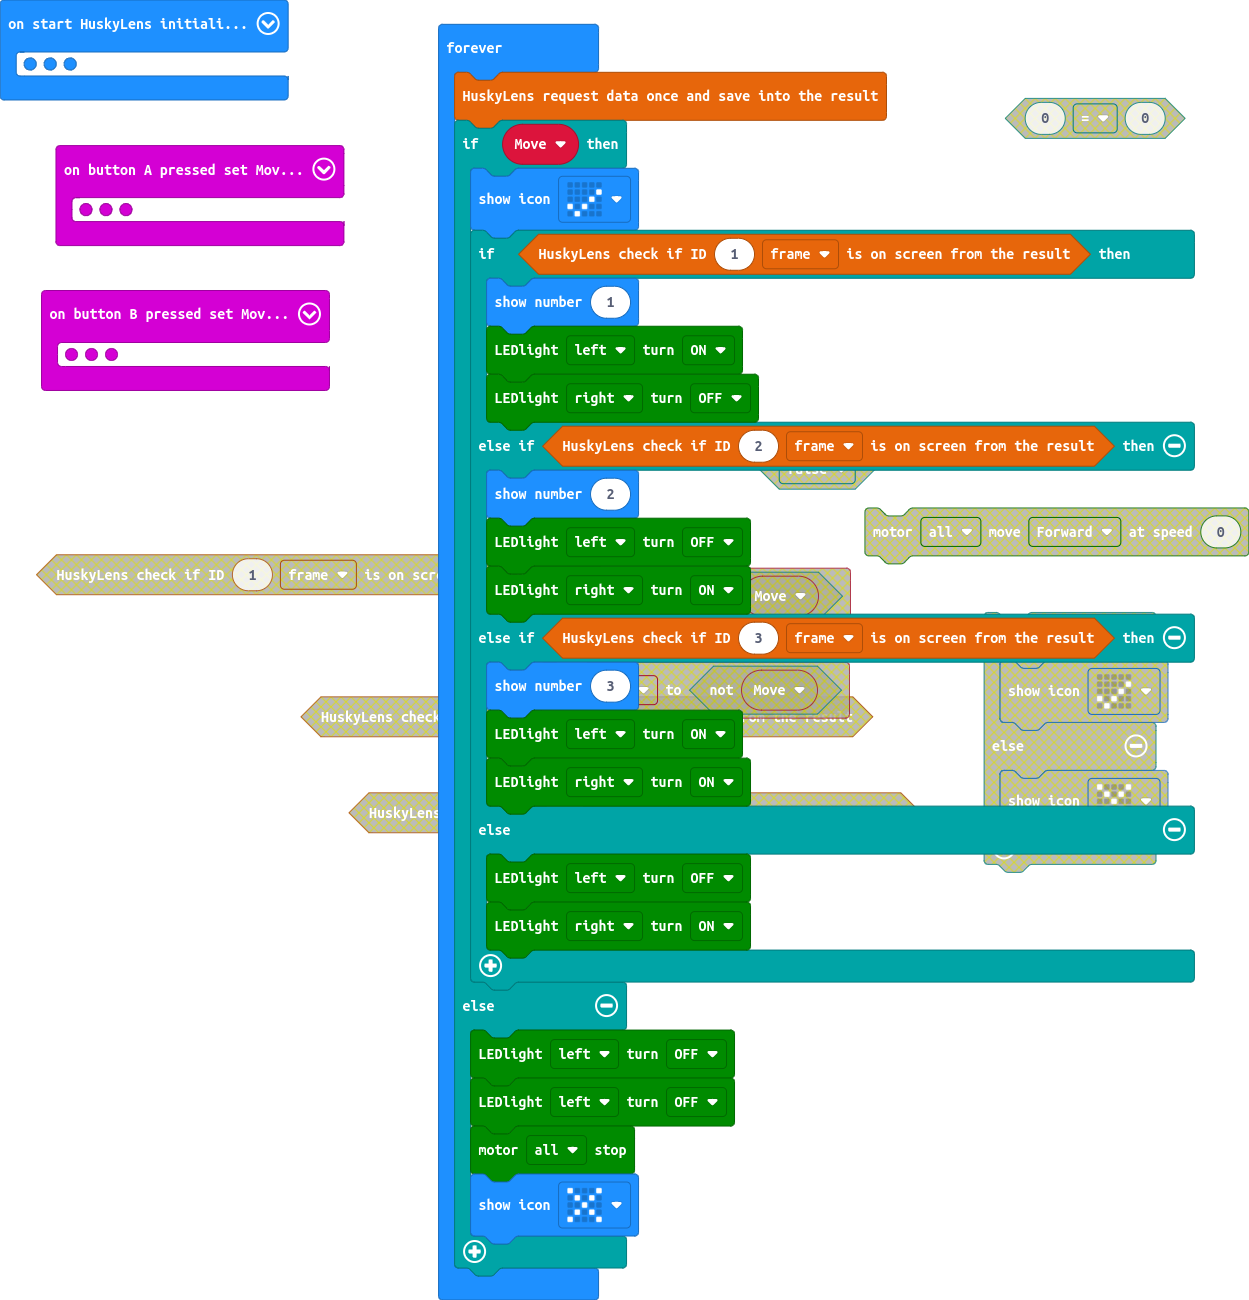 on start HuskyLens initiali...
on button A pressed set Mov...
on button B pressed set Mov...
forever
HuskyLens request data once and save into the result
if Move then
show icon
if HuskyLens check if ID 1 frame is on screen from the result then
show number 1
LEDlight left turn ON
LEDlight right turn OFF
else if HuskyLens check if ID 2 frame is on screen from the result then
show number 2
LEDlight left turn OFF
LEDlight right turn ON
else if HuskyLens check if ID 3 frame is on screen from the result then
show number 3
LEDlight left turn ON
LEDlight right turn ON
else
LEDlight left turn OFF
LEDlight right turn ON
else
LEDlight left turn OFF
LEDlight left turn OFF
motor all stop
show icon
0 = 0
motor all move Forward at speed 0
HuskyLens check if ID 1 frame is on
Move
to not Move
HuskyLens check
result
HuskyLens
show icon
else
show icon